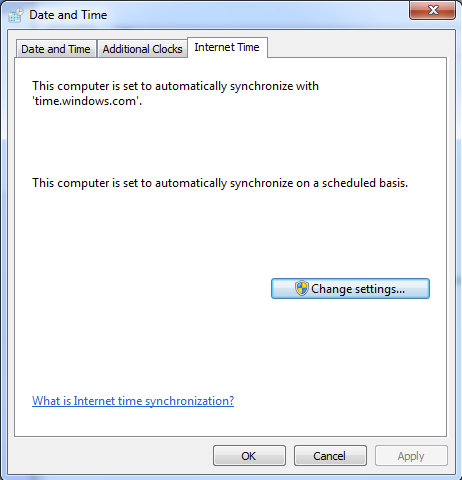 Date and Time
Date and Time
Additional Clocks
Internet Time
This computer is set to automatically synchronize with
'time.windows.com'.
This computer is set to automatically synchronize on a scheduled basis.
Change settings...
What is Internet time synchronization?
OK
Cancel
Apply